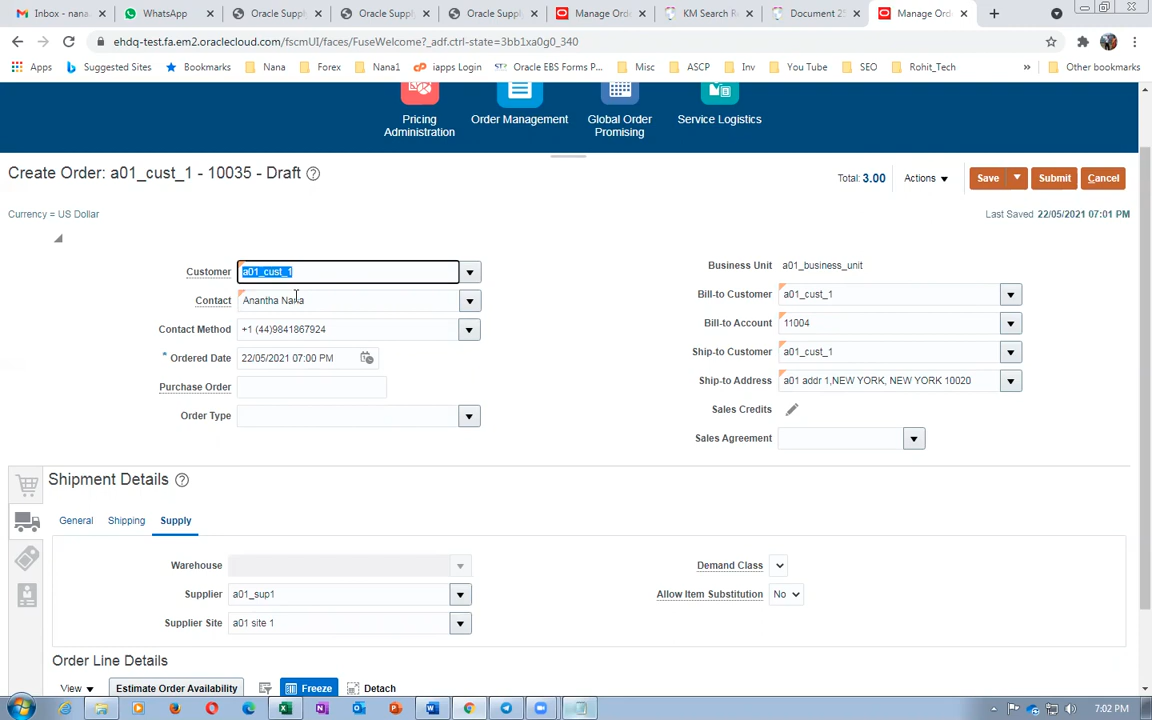 Inbox - nana
WhatsApp
Oracle Suppl
Oracle Suppl
Oracle Suppl
Manage Ord
KM Search Re
Document 25
Manage Ord
ehdq-test.fa.em2.oraclecloud.com/fscmUI/faces/FuseWelcome?_adf.ctrl-state=3bb1xa0g0_340
Apps
Suggested Sites
Bookmarks
Nana
Forex
Nana1
iapps Login
Oracle EBS Forms P...
Misc
ASCP
Inv
You Tube
SEO
Rohit_Tech
»
Other bookmarks
Pricing Administration
Order Management
Global Order Promising
Service Logistics
Create Order: a01_cust_1 - 10035 - Draft
Total: 3.00
Actions
Save
Submit
Cancel
Currency = US Dollar
Last Saved 22/05/2021 07:01 PM
Customer a01_cust_1
Contact Anantha Nana
Contact Method +1 (44)9841867924
* Ordered Date 22/05/2021 07:00 PM
Purchase Order
Order Type
Business Unit a01_business_unit
Bill-to Customer a01_cust_1
Bill-to Account 11004
Ship-to Customer a01_cust_1
Ship-to Address a01 addr 1,NEW YORK, NEW YORK 10020
Sales Credits
Sales Agreement
Shipment Details
General
Shipping
Supply
Warehouse
Supplier a01_sup1
Supplier Site a01 site 1
Demand Class
Allow Item Substitution No
Order Line Details
View
Estimate Order Availability
Freeze
Detach
7:02 PM